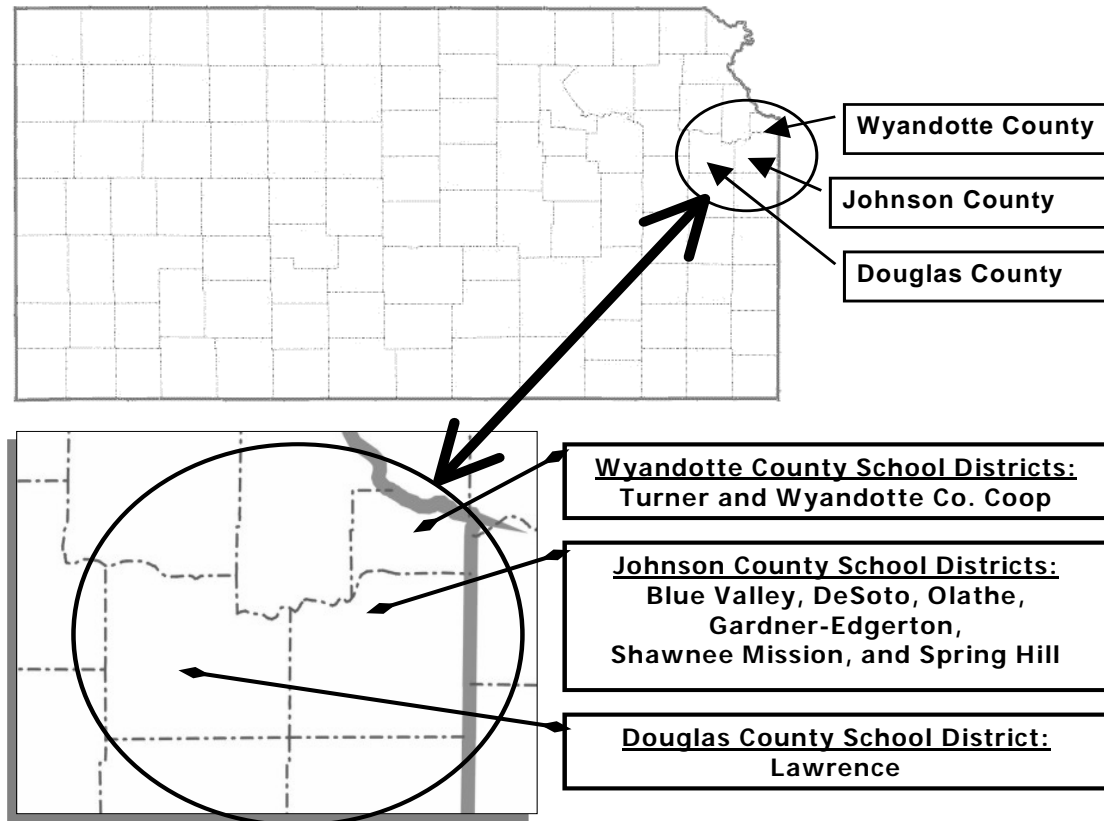 Wyandotte County
Johnson County
Douglas County
Wyandotte County School Districts:
Turner and Wyandotte Co. Coop
Johnson County School Districts:
Blue Valley, DeSoto, Olathe,
Gardner-Edgerton,
Shawnee Mission, and Spring Hill
Douglas County School District:
Lawrence